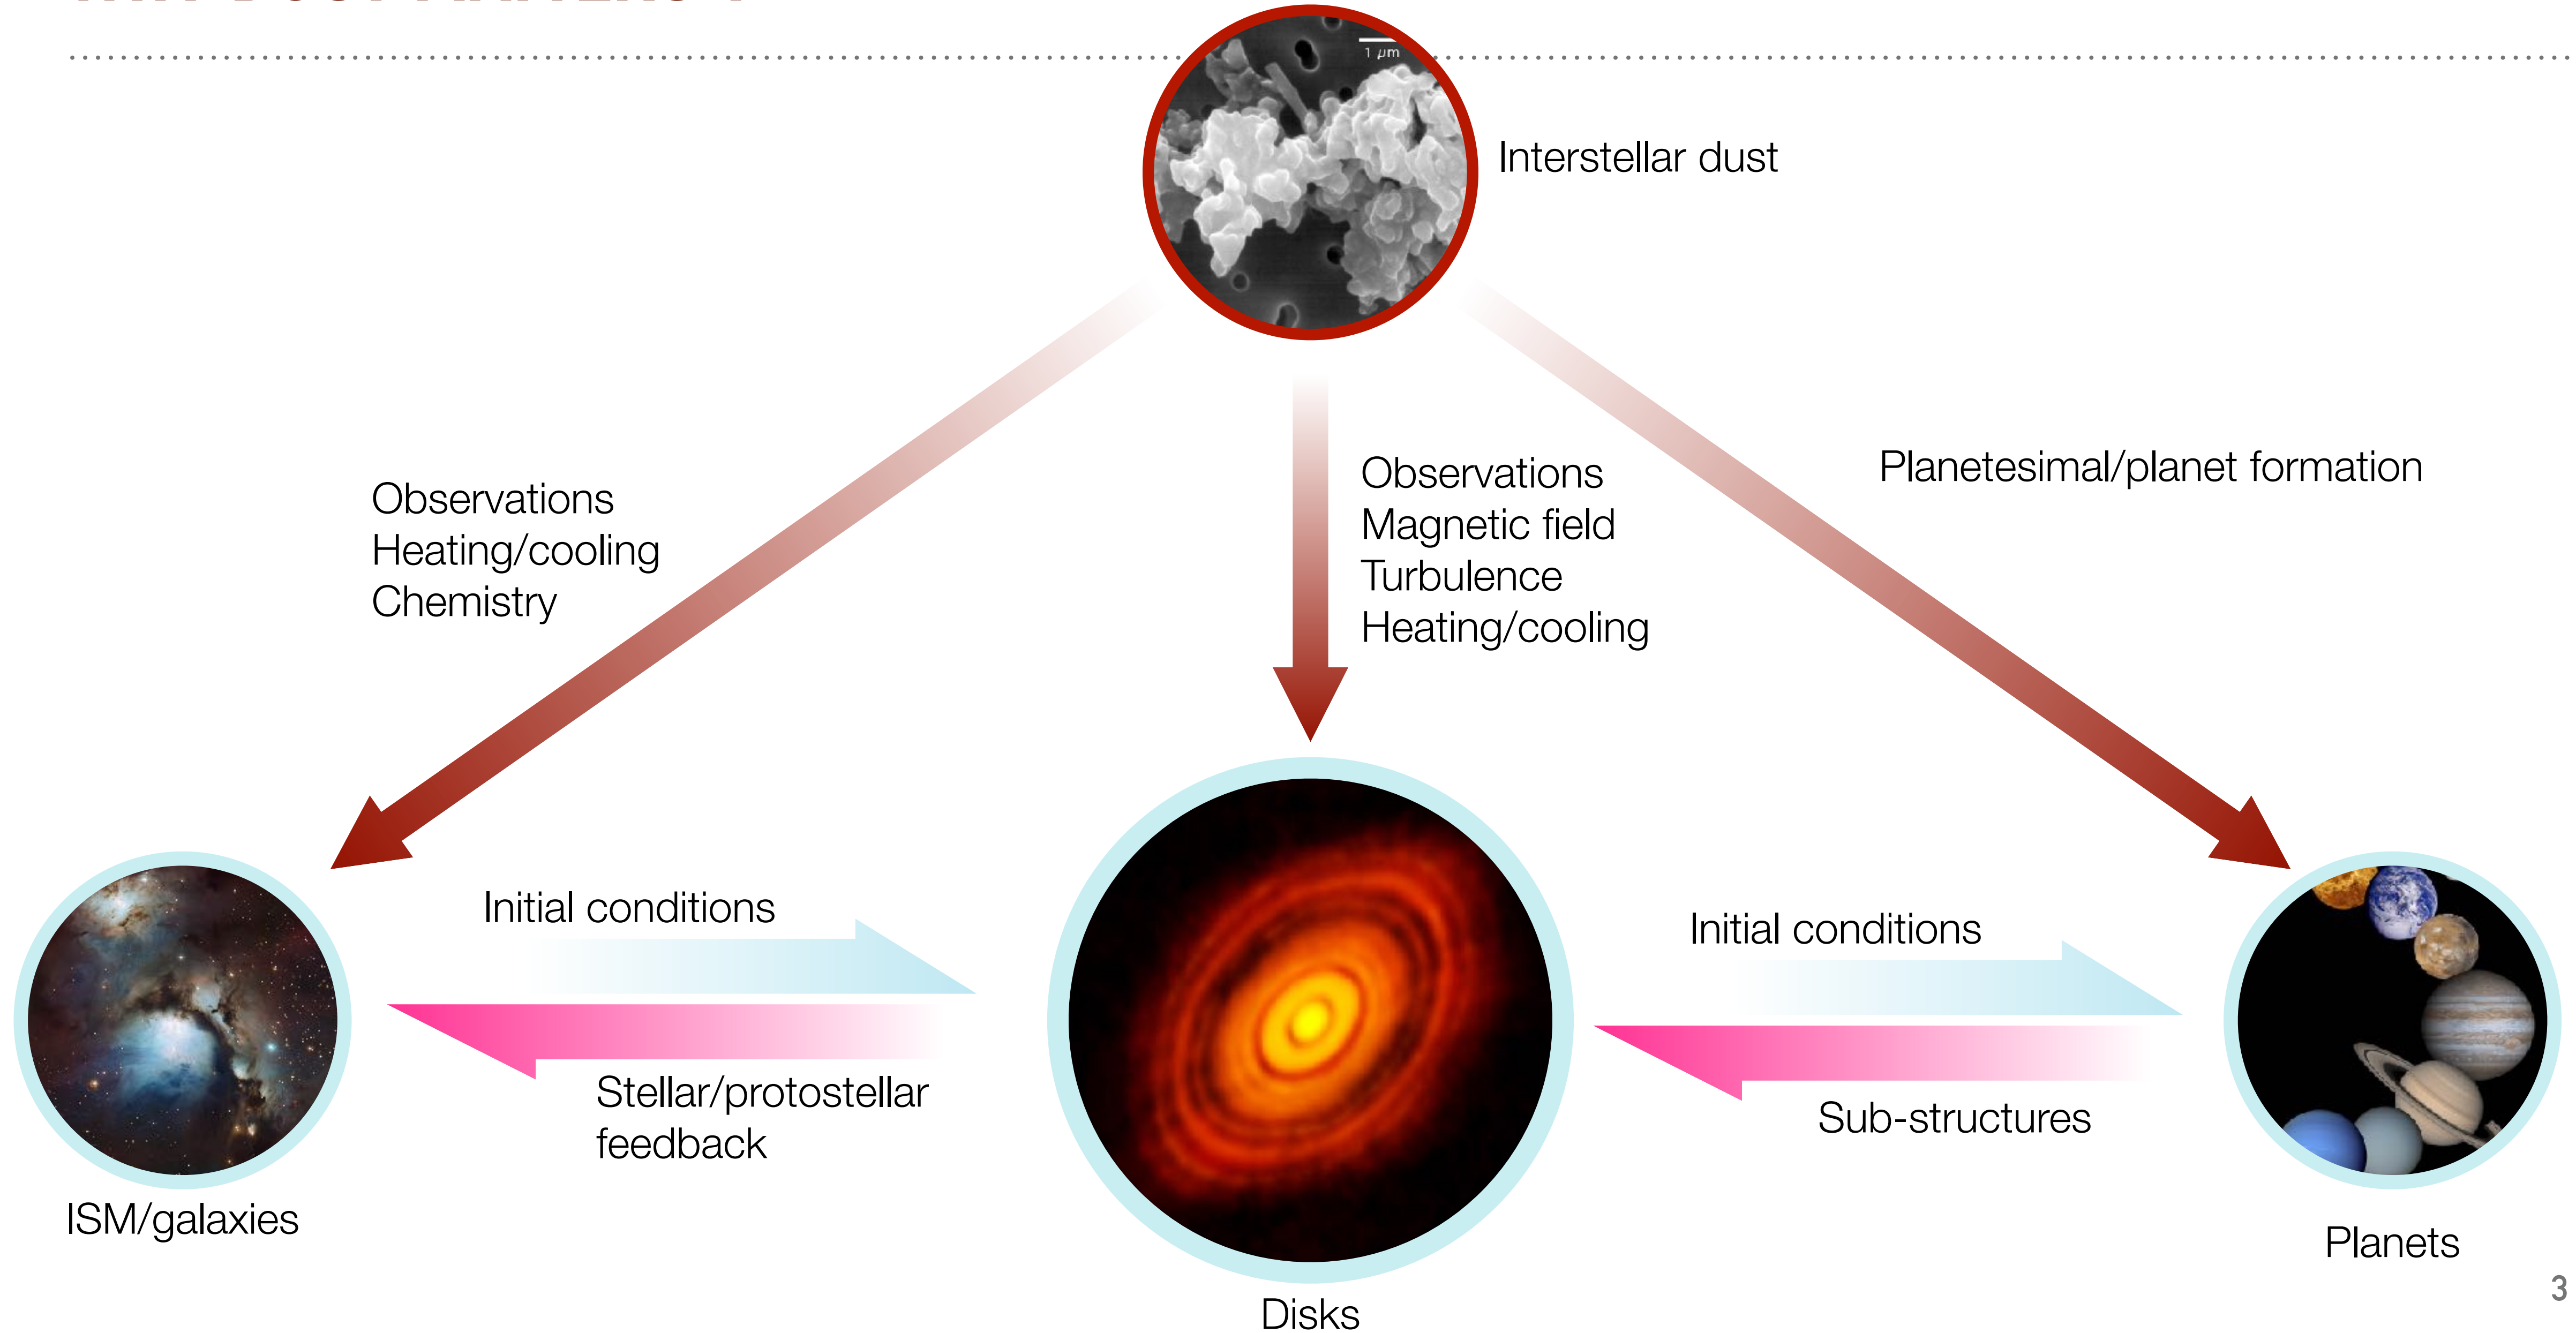 1 µm
Interstellar dust
Observations
Heating/cooling
Chemistry
Observations
Magnetic field
Turbulence
Heating/cooling
Planetesimal/planet formation
Initial conditions
Stellar/protostellar
feedback
Initial conditions
Sub-structures
ISM/galaxies
Disks
Planets
3